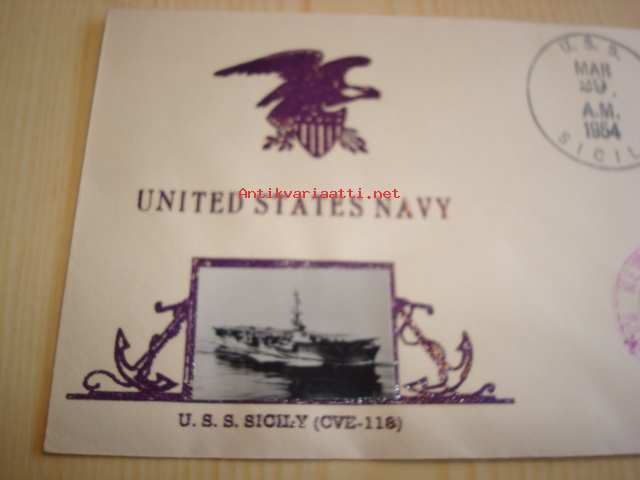 U.S.S.
MAR
A.M.
1954
SICIL
Antikvariaatti.net
UNITED STATES NAVY
U. S. S. SICILY (CVE-118)